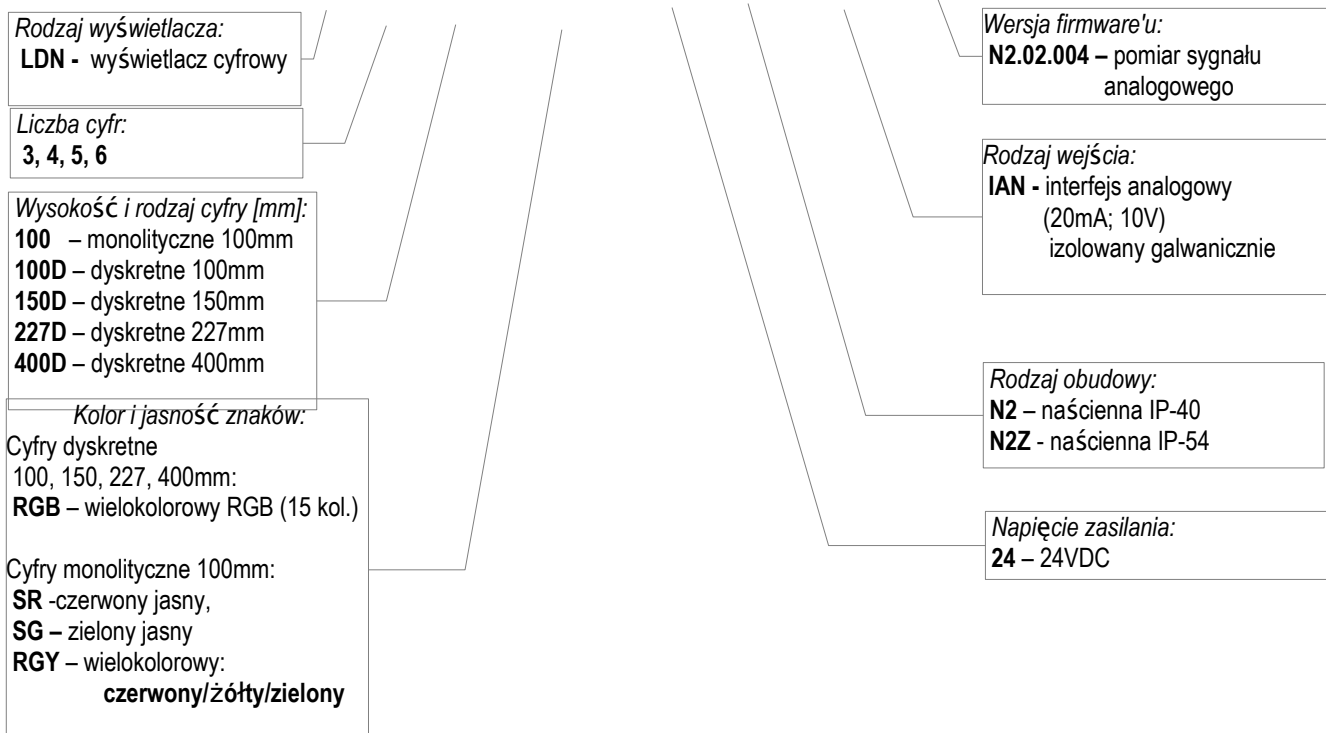 Rodzaj wyświetlacza:
LDN - wyświetlacz cyfrowy
Liczba cyfr:
3, 4, 5, 6
Wysokość i rodzaj cyfry [mm]:
100 – monolityczne 100mm
100D – dyskretne 100mm
150D – dyskretne 150mm
227D – dyskretne 227mm
400D – dyskretne 400mm
Kolor i jasność znaków:
Cyfry dyskretne
100, 150, 227, 400mm:
RGB – wielokolorowy RGB (15 kol.)
Cyfry monolityczne 100mm:
SR -czerwony jasny,
SG – zielony jasny
RGY – wielokolorowy:
czerwony/żółty/zielony
Wersja firmware'u:
N2.02.004 – pomiar sygnału
analogowego
Rodzaj wejścia:
IAN - interfejs analogowy
(20mA; 10V)
izolowany galwanicznie
Rodzaj obudowy:
N2 – naścienna IP-40
N2Z - naścienna IP-54
Napięcie zasilania:
24 – 24VDC